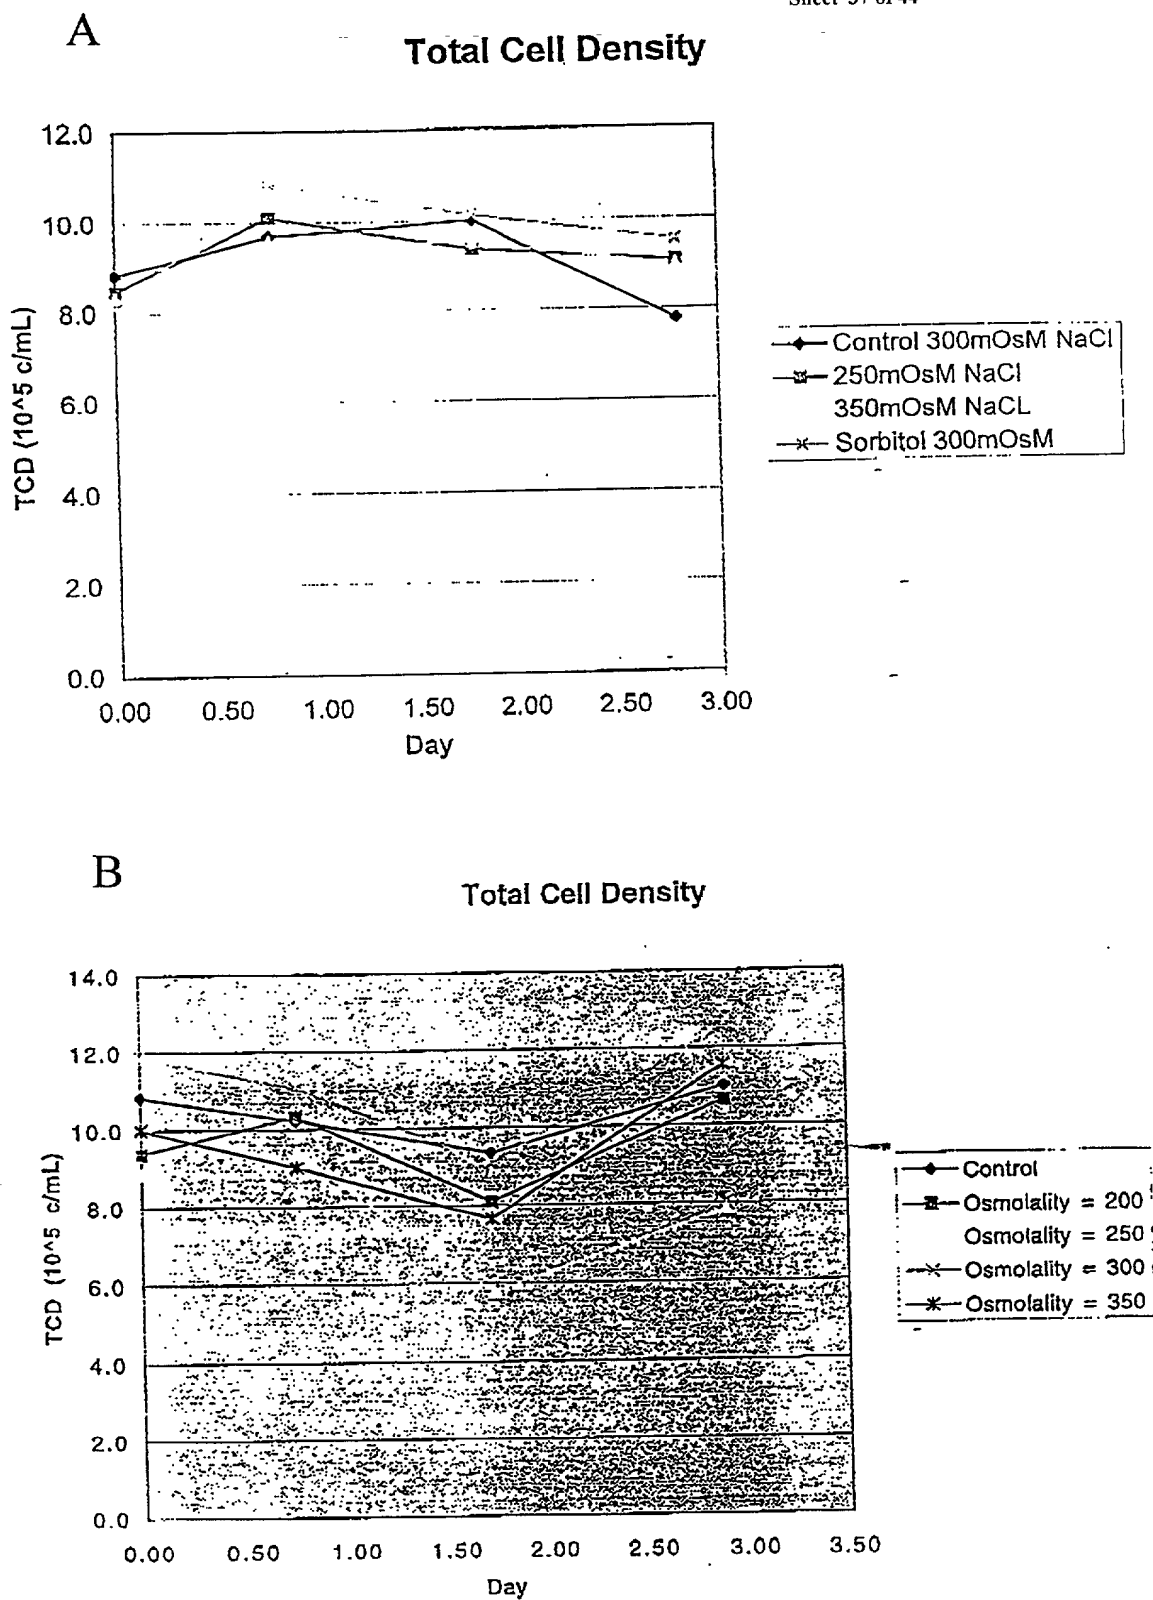 Sheet 37 of 44
A
Total Cell Density
12.0
10.0
8.0
6.0
4.0
2.0
0.0
TCD (10^5 c/mL)
0.00 0.50 1.00 1.50 2.00 2.50 3.00
Day
Control 300mOsM NaCl
250mOsM NaCl
350mOsM NaCL
Sorbitol 300mOsM
B
Total Cell Density
14.0
12.0
10.0
8.0
6.0
4.0
2.0
0.0
TCD (10^5 c/mL)
0.00 0.50 1.00 1.50 2.00 2.50 3.00 3.50
Day
Control
Osmolality = 200
Osmolality = 250
Osmolality = 300
Osmolality = 350